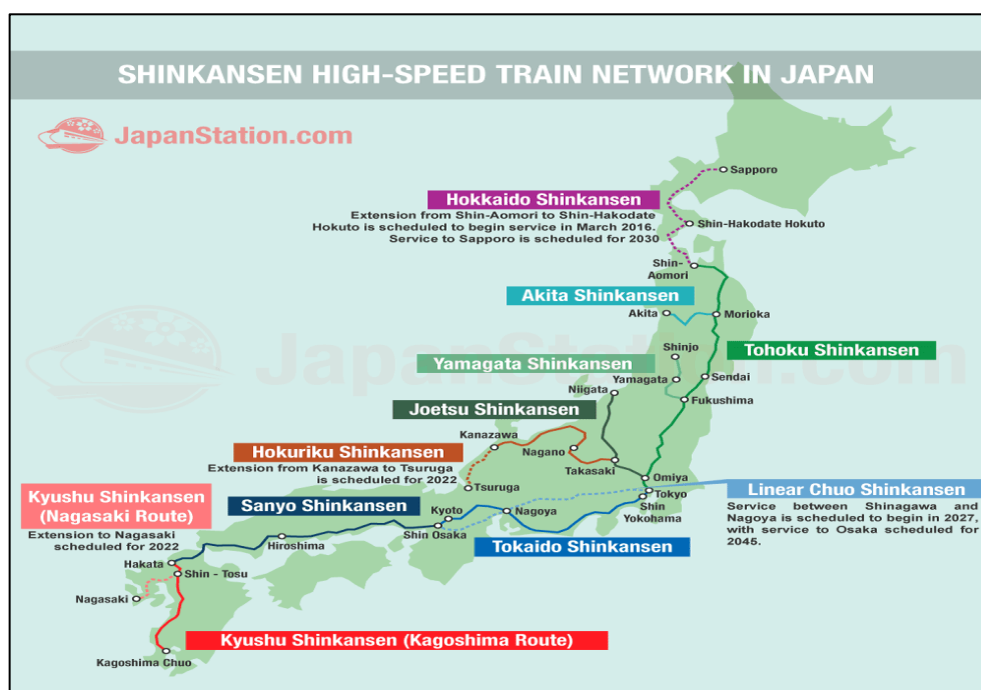 SHINKANSEN HIGH-SPEED TRAIN NETWORK IN JAPAN
JapanStation.com
Sapporo
Hokkaido Shinkansen
Extension from Shin-Aomori to Shin-Hakodate
Hokuto is scheduled to begin service in March 2016.
Service to Sapporo is scheduled for 2030
Shin-Hakodate Hokuto
Shin-
Aomori
Akita Shinkansen
Akita
Morioka
Shinjo
Tohoku Shinkansen
JapanStation.com
Yamagata Shinkansen
Yamagata
Sendai
Niigata
Fukushima
Joetsu Shinkansen
Kanazawa
Hokuriku Shinkansen
Nagano
Takasaki
Extension from Kanazawa to Tsuruga
is scheduled for 2022
Tsuruga
Omiya
Tokyo
Shin
Yokohama
Linear Chuo Shinkansen
Service between Shinagawa and
Nagoya is scheduled to begin in 2027,
with service to Osaka scheduled for
2045.
Kyushu Shinkansen
(Nagasaki Route)
Extension to Nagasaki
scheduled for 2022
Sanyo Shinkansen
Kyoto
Nagoya
Shin Osaka
Hiroshima
Tokaido Shinkansen
Hakata
Shin - Tosu
Nagasaki
Kyushu Shinkansen (Kagoshima Route)
Kagoshima Chuo